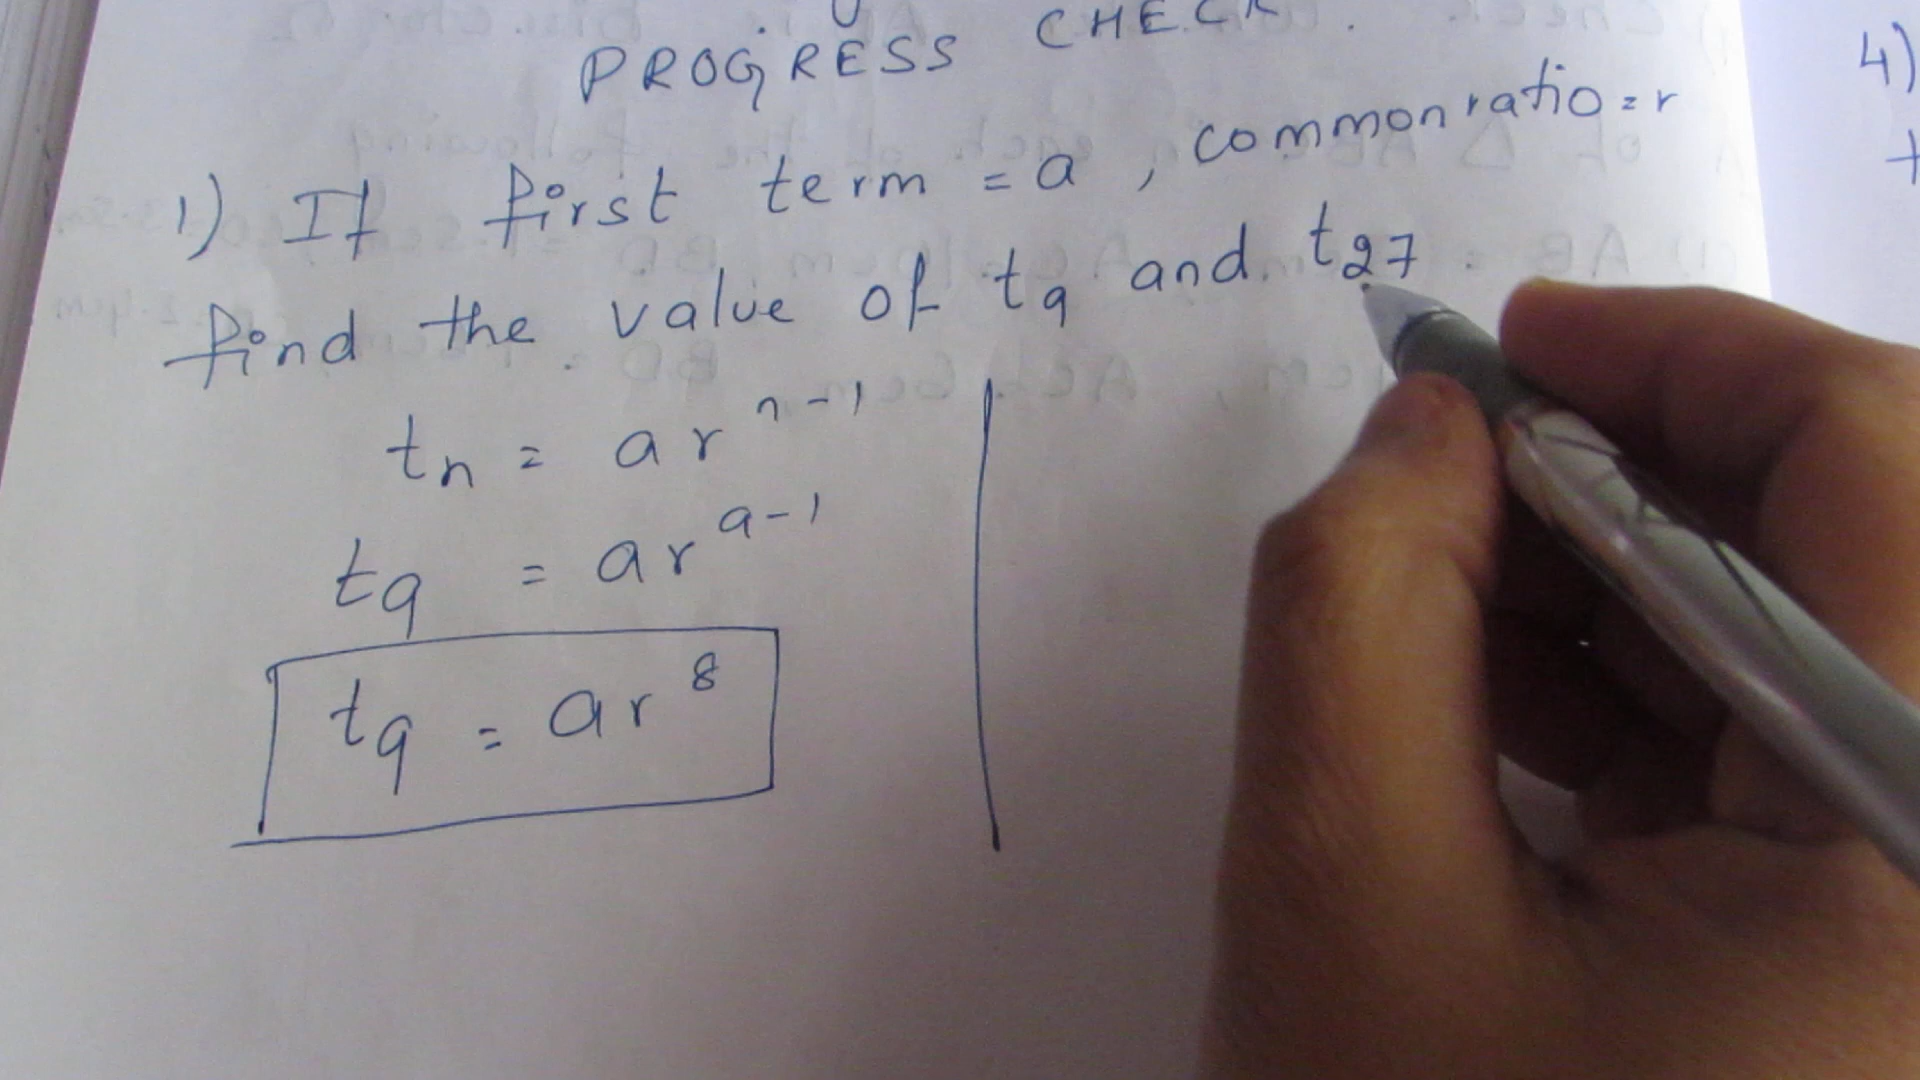 PROGRESS CHECK.
1) If first term = a , common ratio = r
find the value of t9 and t27
tn = ar^n-1
t9 = ar^9-1
t9 = ar^8
4)